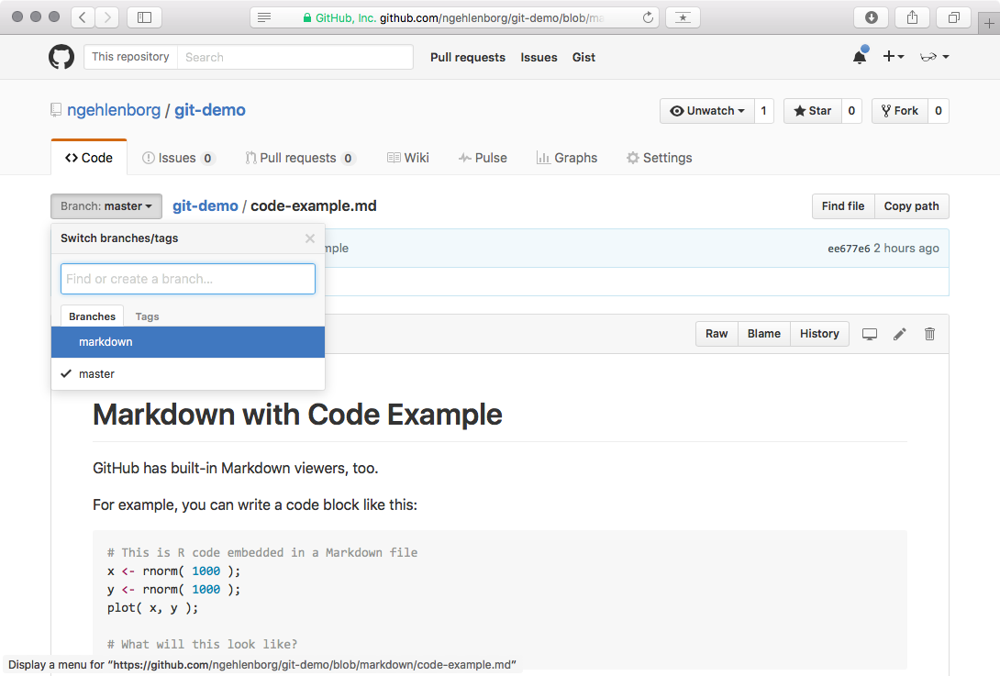 GitHub, Inc. github.com/ngehlenborg/git-demo/blob/ma
This repository Search Pull requests Issues Gist
ngehlenborg / git-demo Unwatch 1 Star 0 Fork 0
Code Issues 0 Pull requests 0 Wiki Pulse Graphs Settings
Branch: master git-demo / code-example.md Find file Copy path
Switch branches/tags
mple ee677e6 2 hours ago
Find or create a branch...
Branches Tags
Raw Blame History
markdown
master
Markdown with Code Example
GitHub has built-in Markdown viewers, too.
For example, you can write a code block like this:
# This is R code embedded in a Markdown file
x <- rnorm( 1000 );
y <- rnorm( 1000 );
plot( x, y );
# What will this look like?
Display a menu for “https://github.com/ngehlenborg/git-demo/blob/markdown/code-example.md”